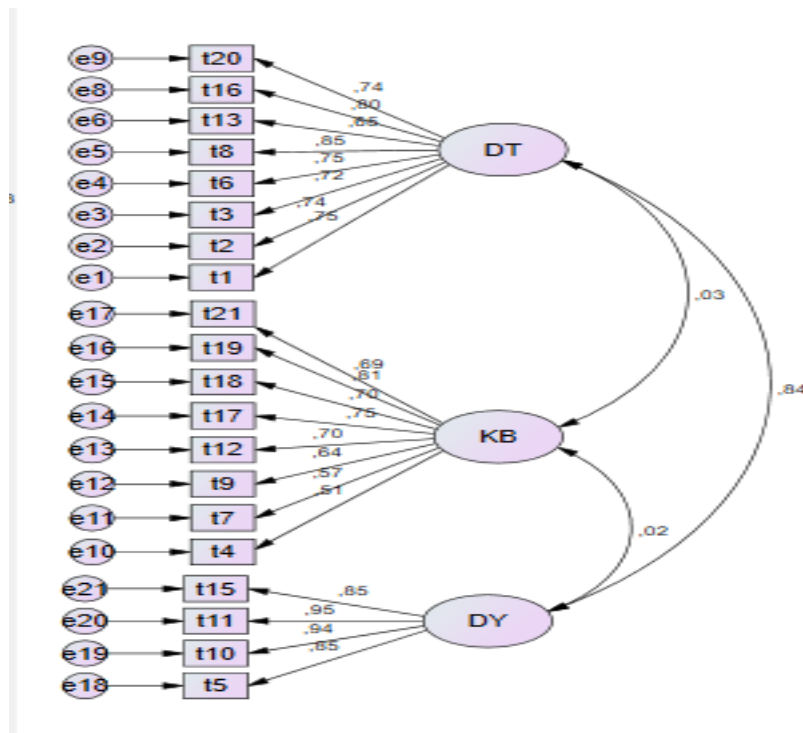 e9 t20
,74
e8 t16
,80
e6 t13
,65
e5 t8
,85
DT
e4 t6
,75
e3 t3
,72
e2 t2
,74
e1 t1
,75
,03
e17 t21
,69
e16 t19
,81
e15 t18
,70
,84
e14 t17
,75
KB
e13 t12
,70
e12 t9
,64
e11 t7
,57
e10 t4
,51
,02
e21 t15
,85
e20 t11
,95
DY
e19 t10
,94
e18 t5
,85